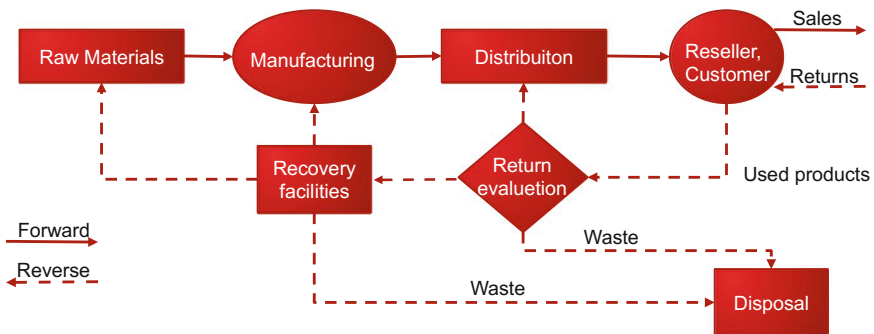 Sales
Raw Materials
Manufacturing
Distribuiton
Reseller,
Customer
Returns
Recovery
facilities
Return
evaluetion
Used products
Forward
Waste
Reverse
Waste
Disposal